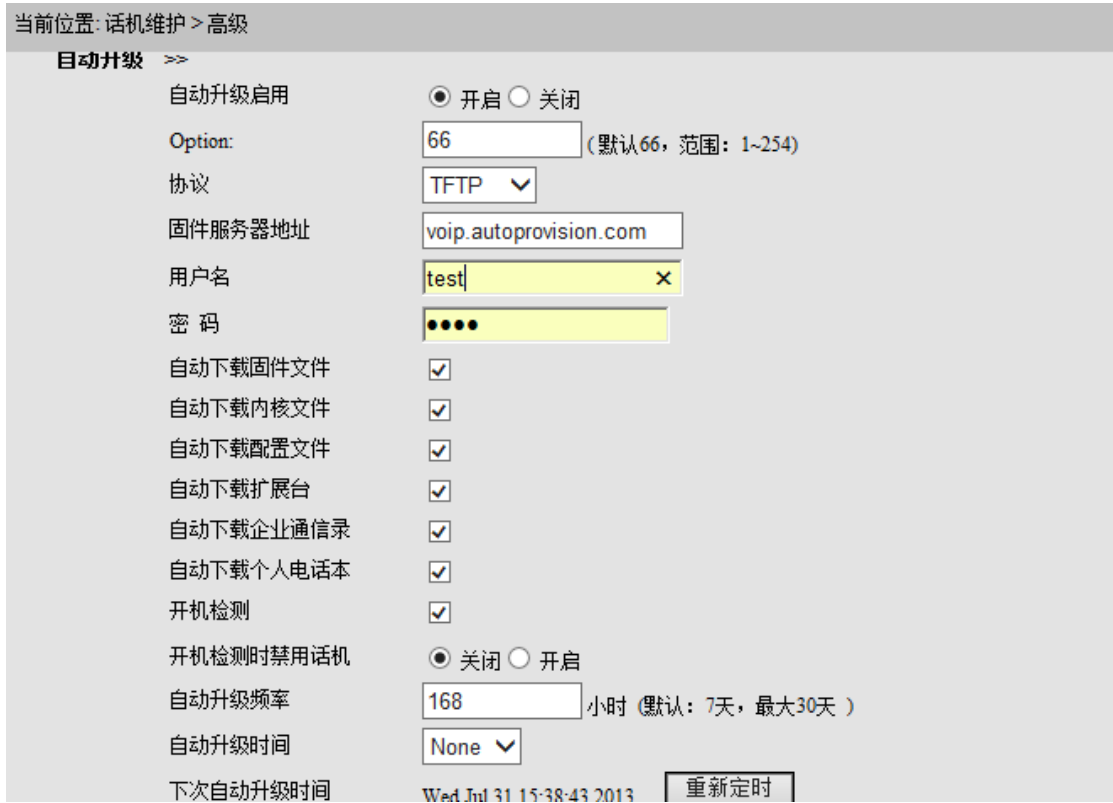 当前位置: 话机维护 > 高级
自动升级 >>
自动升级启用 开启 关闭
Option: 66 (默认66，范围：1~254)
协议 TFTP
固件服务器地址 voip.autoprovision.com
用户名 test ×
密 码 ●●●●
自动下载固件文件
自动下载内核文件
自动下载配置文件
自动下载扩展台
自动下载企业通信录
自动下载个人电话本
开机检测
开机检测时禁用话机 关闭 开启
自动升级频率 168 小时 (默认：7天，最大30天 )
自动升级时间 None
下次自动升级时间 Wed Jul 31 15:38:43 2013 重新定时